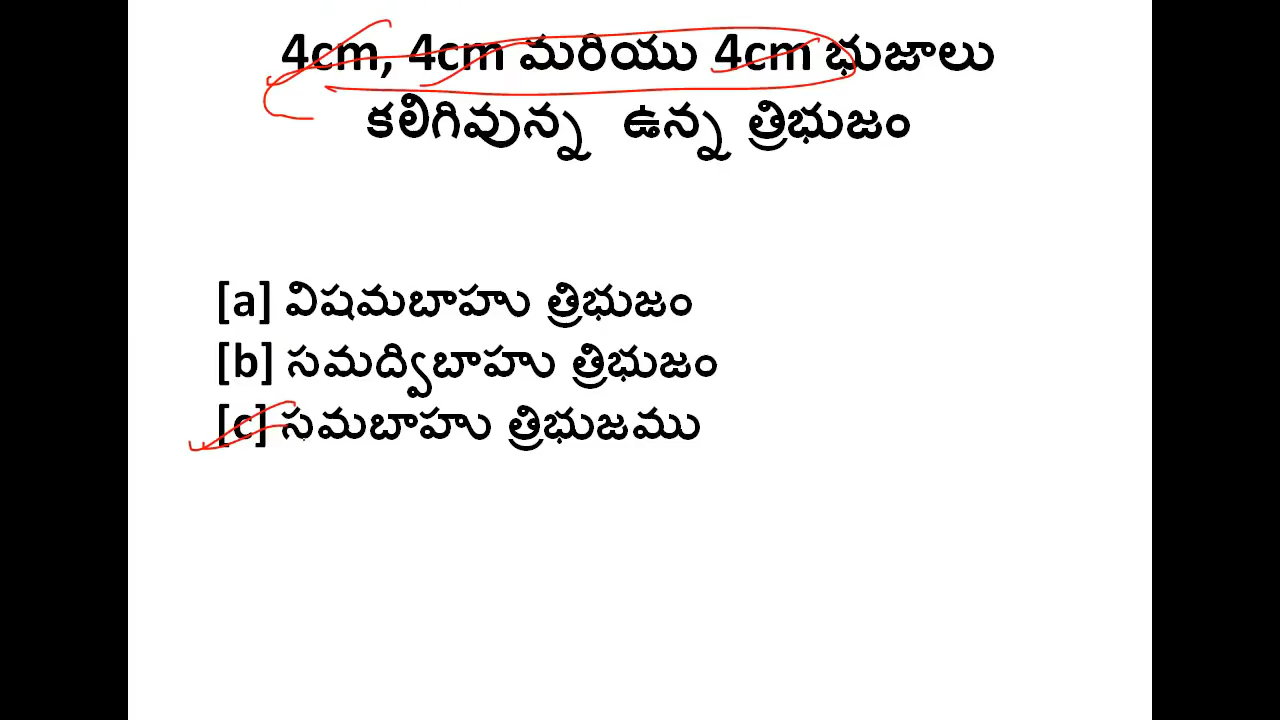 4cm, 4cm మరియు 4cm భుజాలు
కలిగివున్న ఉన్న త్రిభుజం
[a] విషమబాహు త్రిభుజం
[b] సమద్విబాహు త్రిభుజం
[c] సమబాహు త్రిభుజము